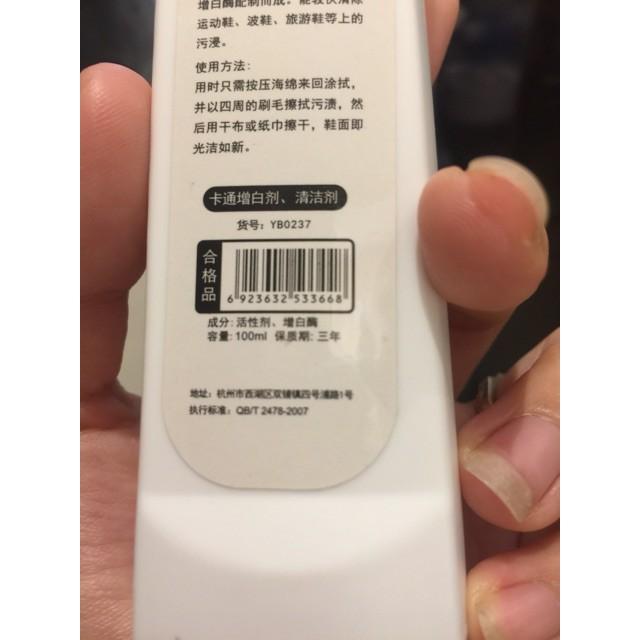 增白酶配制而成。能较快清除
运动鞋、波鞋、旅游鞋等上的
污浸。
使用方法：
用时只需按压海绵来回涂拭，
并以四周的刷毛擦拭污渍，然
后用干布或纸巾擦干，鞋面即
光洁如新。
卡通增白剂、清洁剂
货号：YB0237
合格品
6 923632 533668
成分：活性剂、增白酶
容量：100ml 保质期：三年
地址：杭州市西湖区双铺镇四号浦路1号
执行标准：QB/T 2478-2007